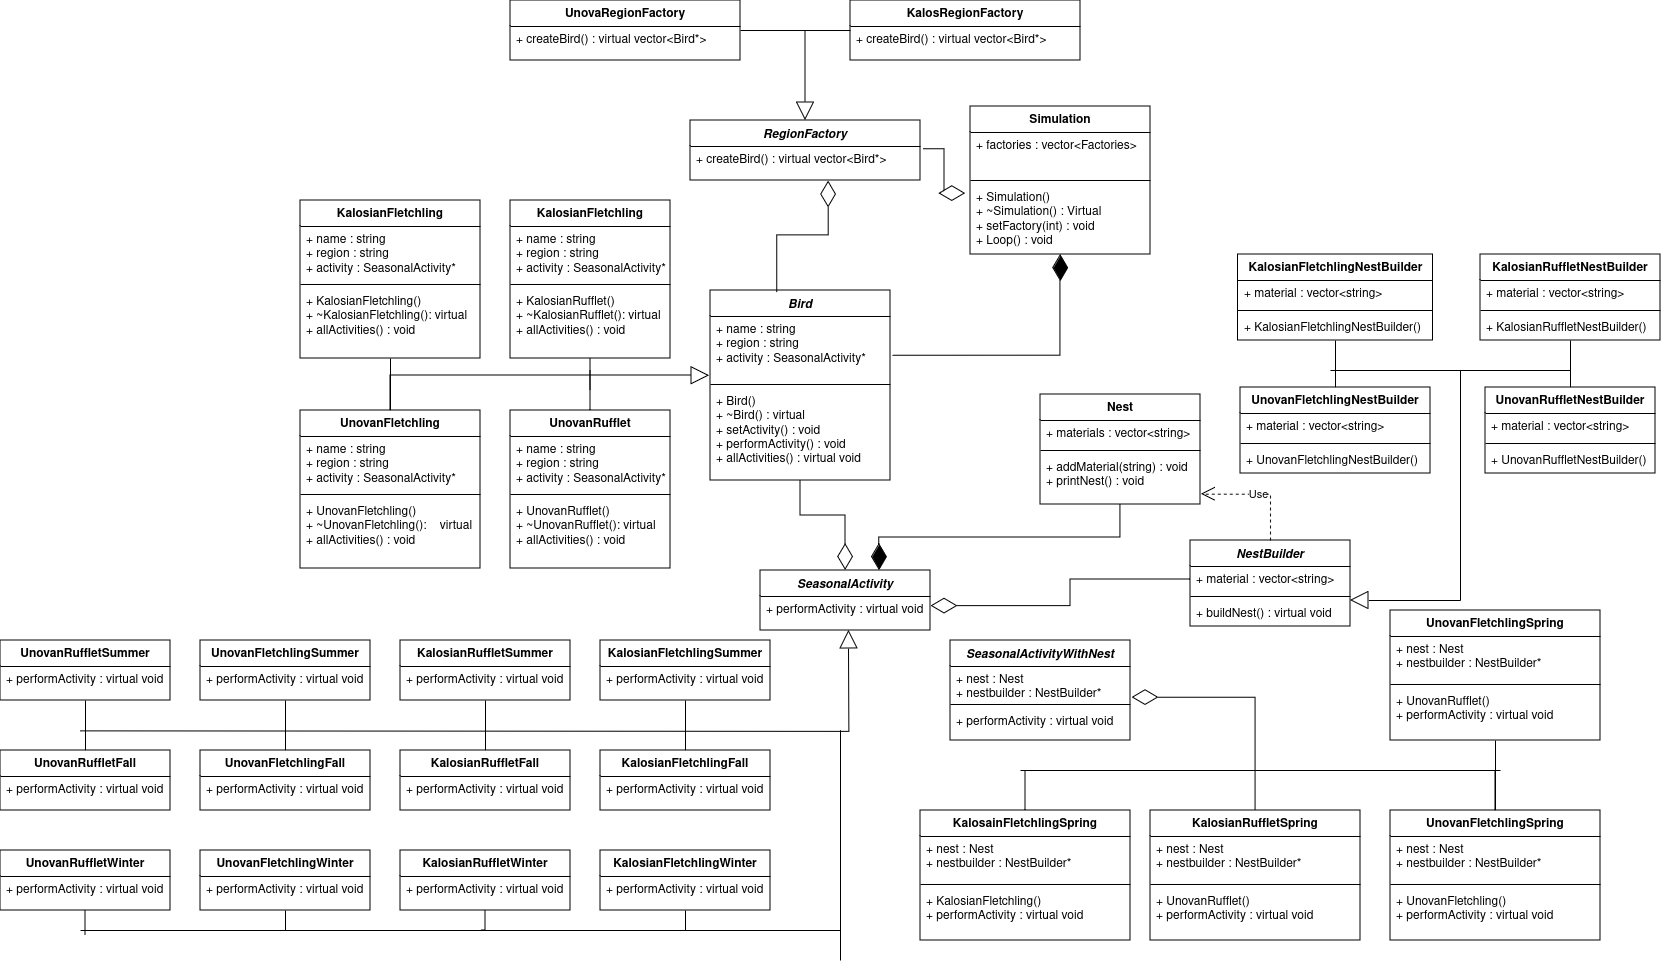 UnovaRegionFactory
+ createBird() : virtual vector<Bird*>
KalosRegionFactory
+ createBird() : virtual vector<Bird*>
RegionFactory
+ createBird() : virtual vector<Bird*>
Simulation
+ factories : vector<Factories>
+ Simulation()
+ ~Simulation() : Virtual
+ setFactory(int) : void
+ Loop() : void
KalosianFletchling
+ name : string
+ region : string
+ activity : SeasonalActivity*
+ KalosianFletchling()
+ ~KalosianFletchling(): virtual
+ allActivities() : void
KalosianFletchling
+ name : string
+ region : string
+ activity : SeasonalActivity*
+ KalosianRufflet()
+ ~KalosianRufflet(): virtual
+ allActivities() : void
Bird
+ name : string
+ region : string
+ activity : SeasonalActivity*
+ Bird()
+ ~Bird() : virtual
+ setActivity() : void
+ performActivity() : void
+ allActivities() : virtual void
KalosianFletchlingNestBuilder
+ material : vector<string>
+ KalosianFletchlingNestBuilder()
KalosianRuffletNestBuilder
+ material : vector<string>
+ KalosianRuffletNestBuilder()
UnovanFletchling
+ name : string
+ region : string
+ activity : SeasonalActivity*
+ UnovanFletchling()
+ ~UnovanFletchling(): virtual
+ allActivities() : void
UnovanRufflet
+ name : string
+ region : string
+ activity : SeasonalActivity*
+ UnovanRufflet()
+ ~UnovanRufflet(): virtual
+ allActivities() : void
Nest
+ materials : vector<string>
+ addMaterial(string) : void
+ printNest() : void
UnovanFletchlingNestBuilder
+ material : vector<string>
+ UnovanFletchlingNestBuilder()
UnovanRuffletNestBuilder
+ material : vector<string>
+ UnovanRuffletNestBuilder()
Use
NestBuilder
+ material : vector<string>
+ buildNest() : virtual void
SeasonalActivity
+ performActivity : virtual void
UnovanFletchlingSpring
+ nest : Nest
+ nestbuilder : NestBuilder*
+ UnovanRufflet()
+ performActivity : virtual void
UnovanRuffletSummer
+ performActivity : virtual void
UnovanFletchlingSummer
+ performActivity : virtual void
KalosianRuffletSummer
+ performActivity : virtual void
KalosianFletchlingSummer
+ performActivity : virtual void
SeasonalActivityWithNest
+ nest : Nest
+ nestbuilder : NestBuilder*
+ performActivity : virtual void
UnovanRuffletFall
+ performActivity : virtual void
UnovanFletchlingFall
+ performActivity : virtual void
KalosianRuffletFall
+ performActivity : virtual void
KalosianFletchlingFall
+ performActivity : virtual void
KalosainFletchlingSpring
+ nest : Nest
+ nestbuilder : NestBuilder*
+ KalosianFletchling()
+ performActivity : virtual void
KalosianRuffletSpring
+ nest : Nest
+ nestbuilder : NestBuilder*
+ UnovanRufflet()
+ performActivity : virtual void
UnovanFletchlingSpring
+ nest : Nest
+ nestbuilder : NestBuilder*
+ UnovanFletchling()
+ performActivity : virtual void
UnovanRuffletWinter
+ performActivity : virtual void
UnovanFletchlingWinter
+ performActivity : virtual void
KalosianRuffletWinter
+ performActivity : virtual void
KalosianFletchlingWinter
+ performActivity : virtual void